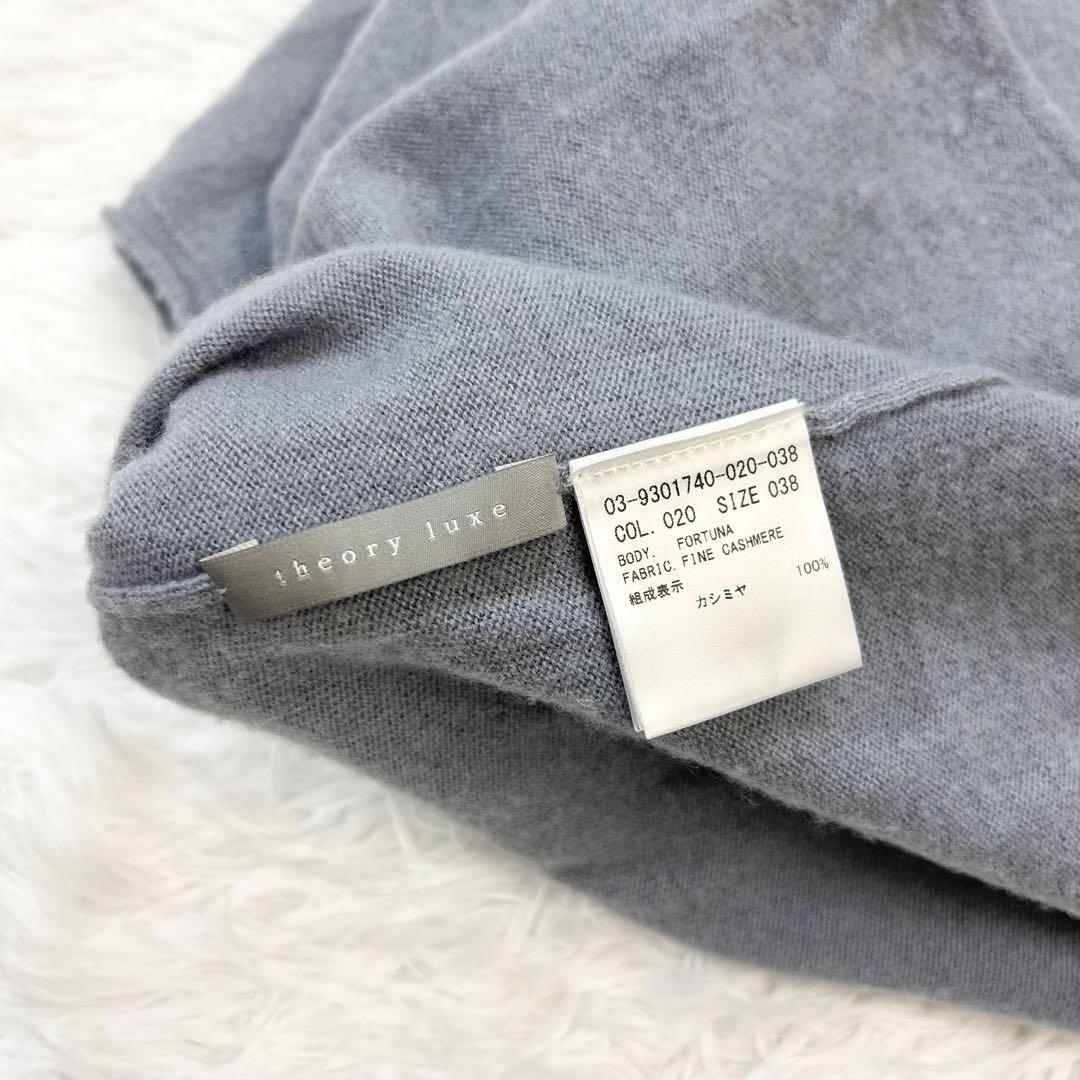 theory luxe
03-9301740-020-038
COL. 020 SIZE 038
BODY. FORTUNA
FABRIC. FINE CASHMERE
組成表示
カシミヤ 100%